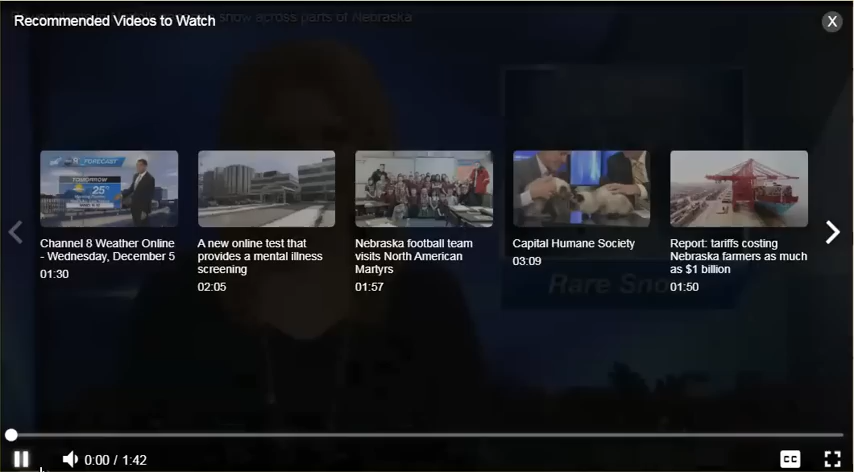 show across parts of Nebraska
Recommended Videos to Watch
X
FORECAST
TOMORROW
25°
Channel 8 Weather Online
- Wednesday, December 5
01:30
A new online test that
provides a mental illness
screening
02:05
Nebraska football team
visits North American
Martyrs
01:57
Capital Humane Society
03:09
Report: tariffs costing
Nebraska farmers as much
as $1 billion
01:50
Rare Sno
0:00 / 1:42
CC